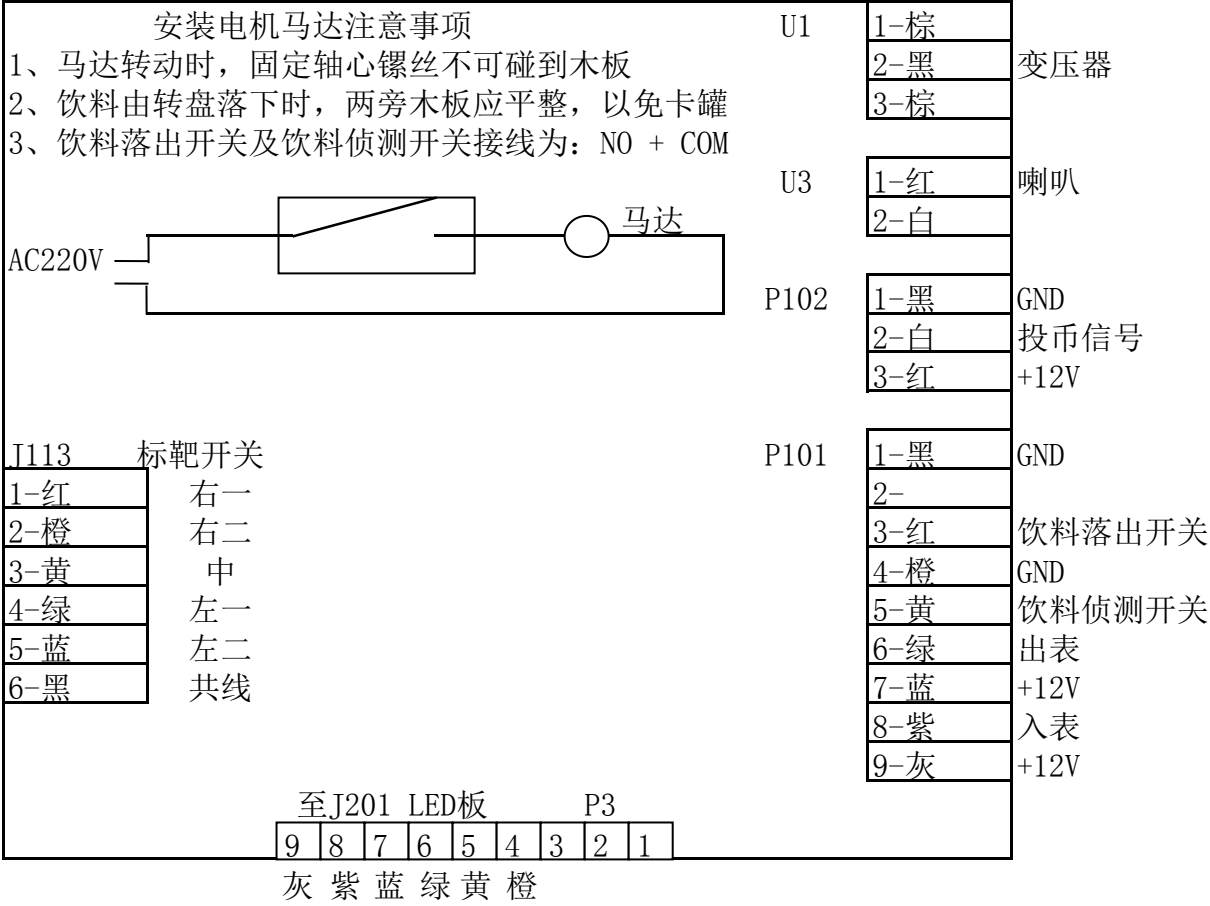 安装电机马达注意事项
1、马达转动时，固定轴心镙丝不可碰到木板
2、饮料由转盘落下时，两旁木板应平整，以免卡罐
3、饮料落出开关及饮料侦测开关接线为：NO + COM
AC220V
马达
U1
1-棕
2-黑 变压器
3-棕
U3
1-红 喇叭
2-白
P102
1-黑 GND
2-白 投币信号
3-红 +12V
J113 标靶开关
1-红 右一
2-橙 右二
3-黄 中
4-绿 左一
5-蓝 左二
6-黑 共线
P101
1-黑 GND
2-
3-红 饮料落出开关
4-橙 GND
5-黄 饮料侦测开关
6-绿 出表
7-蓝 +12V
8-紫 入表
9-灰 +12V
至J201 LED板 P3
9 8 7 6 5 4 3 2 1
灰 紫 蓝 绿 黄 橙